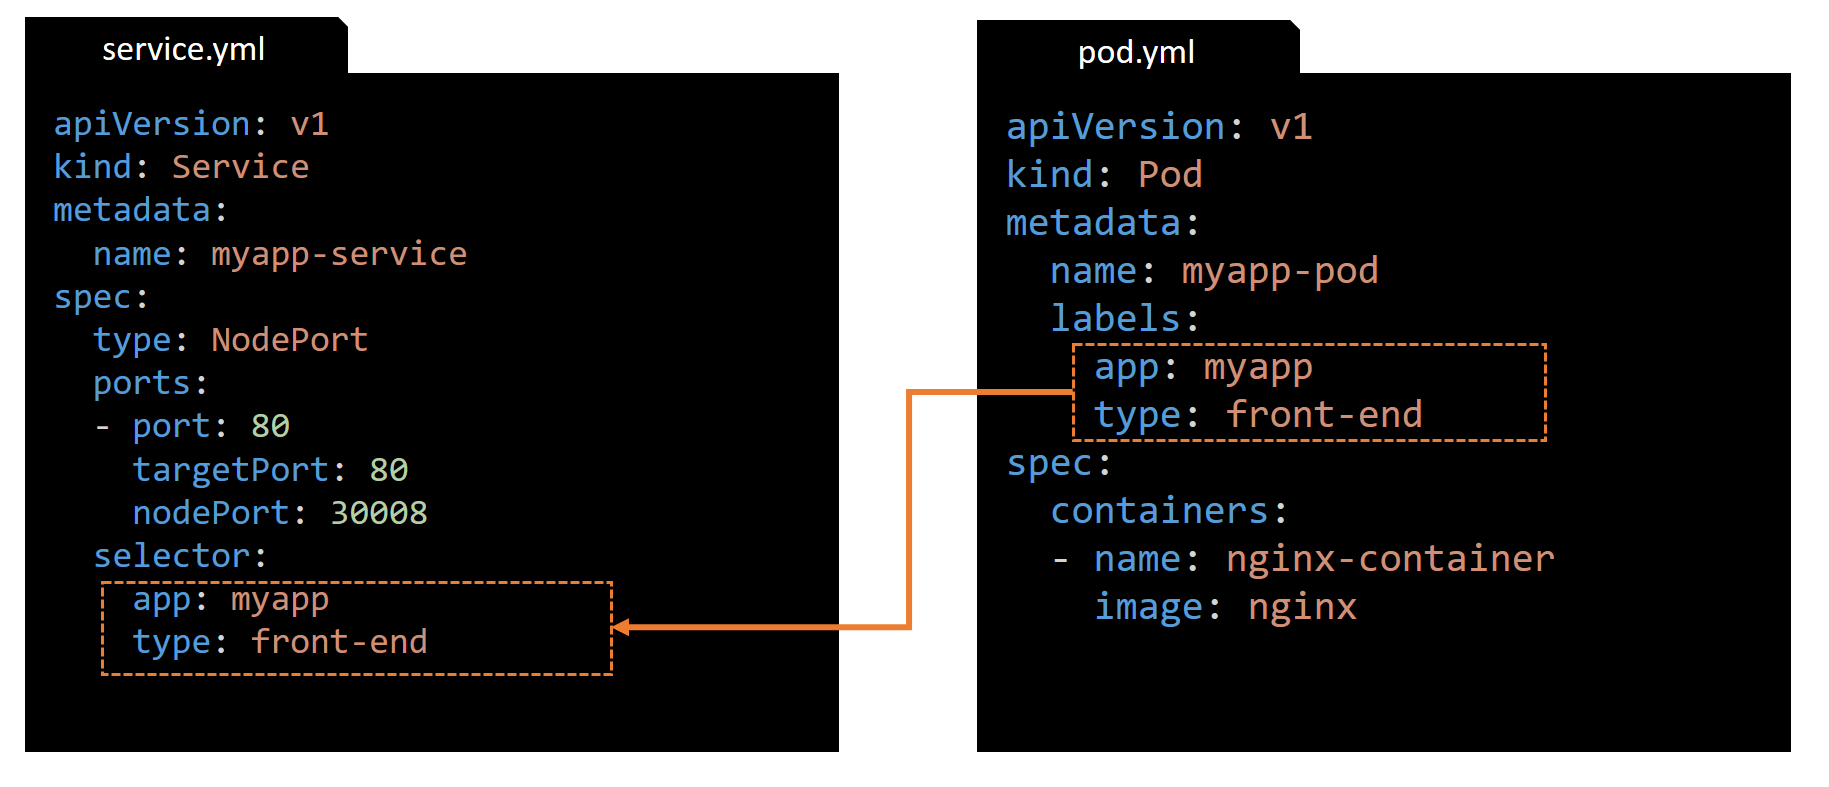 service.yml
apiVersion: v1
kind: Service
metadata:
  name: myapp-service
spec:
  type: NodePort
  ports:
  - port: 80
    targetPort: 80
    nodePort: 30008
  selector:
    app: myapp
    type: front-end
pod.yml
apiVersion: v1
kind: Pod
metadata:
  name: myapp-pod
  labels:
    app: myapp
    type: front-end
spec:
  containers:
  - name: nginx-container
    image: nginx